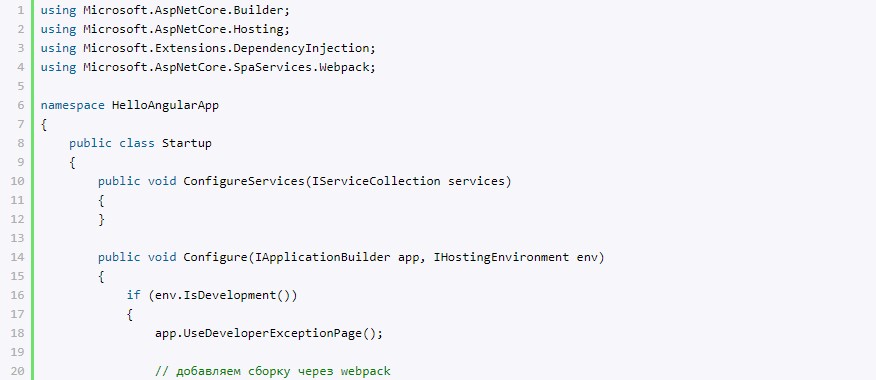 1 using Microsoft.AspNetCore.Builder;
2 using Microsoft.AspNetCore.Hosting;
3 using Microsoft.Extensions.DependencyInjection;
4 using Microsoft.AspNetCore.SpaServices.Webpack;
5
6 namespace HelloAngularApp
7 {
8     public class Startup
9     {
10         public void ConfigureServices(IServiceCollection services)
11         {
12         }
13
14         public void Configure(IApplicationBuilder app, IHostingEnvironment env)
15         {
16             if (env.IsDevelopment())
17             {
18                 app.UseDeveloperExceptionPage();
19
20                 // добавляем сборку через webpack